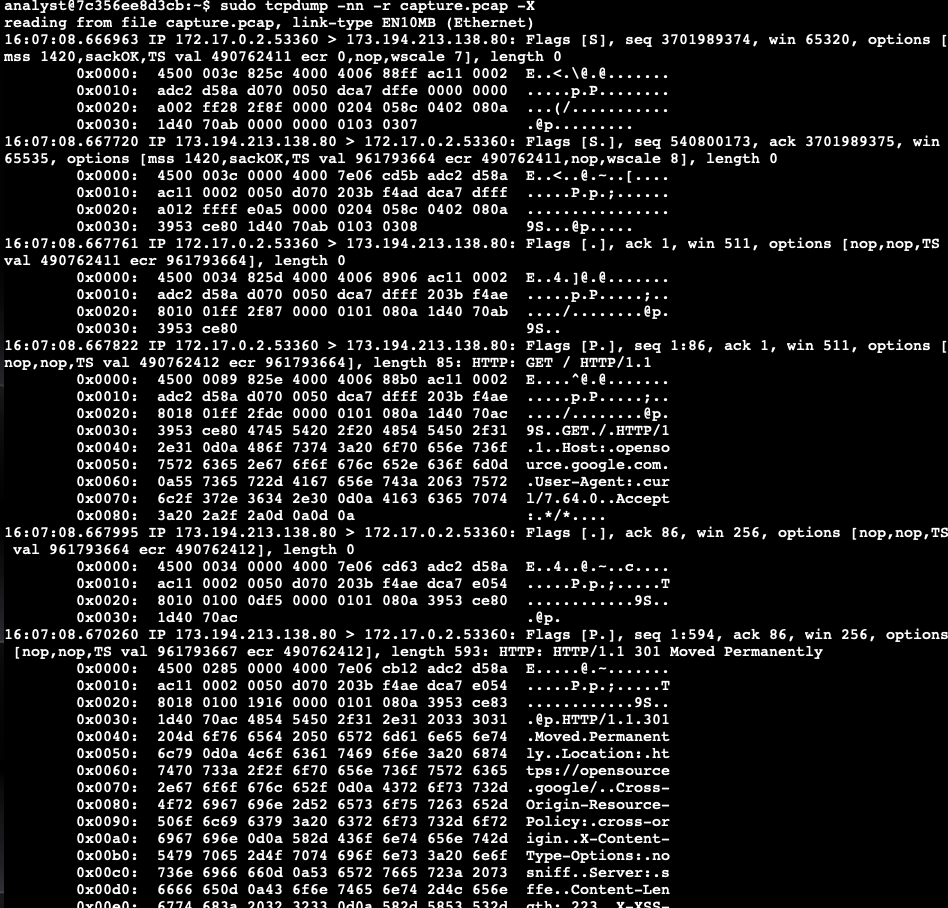 analyst@7c356ee8d3cb:~$ sudo tcpdump -nn -r capture.pcap -X
reading from file capture.pcap, link-type EN10MB (Ethernet)
16:07:08.666963 IP 172.17.0.2.53360 > 173.194.213.138.80: Flags [S], seq 3701989374, win 65320, options [
mss 1420,sackOK,TS val 490762411 ecr 0,nop,wscale 7], length 0
0x0000:  4500 003c 825c 4000 4006 88ff ac11 0002  E..<.\@.@.......
0x0010:  adc2 d58a d070 0050 dca7 dffe 0000 0000  .....p.P........
0x0020:  a002 ff28 2f8f 0000 0204 058c 0402 080a  ...(/...........
0x0030:  1d40 70ab 0000 0000 0103 0307  .@p.........
16:07:08.667720 IP 173.194.213.138.80 > 172.17.0.2.53360: Flags [S.], seq 540800173, ack 3701989375, win
65535, options [mss 1420,sackOK,TS val 961793664 ecr 490762411,nop,wscale 8], length 0
0x0000:  4500 003c 0000 4000 7e06 cd5b adc2 d58a  E..<..@.~..[....
0x0010:  ac11 0002 0050 d070 203b f4ad dca7 dfff  .....P.p.;......
0x0020:  a012 ffff e0a5 0000 0204 058c 0402 080a  ................
0x0030:  3953 ce80 1d40 70ab 0103 0308  9S...@p.....
16:07:08.667761 IP 172.17.0.2.53360 > 173.194.213.138.80: Flags [.], ack 1, win 511, options [nop,nop,TS
val 490762411 ecr 961793664], length 0
0x0000:  4500 0034 825d 4000 4006 8906 ac11 0002  E..4.]@.@.......
0x0010:  adc2 d58a d070 0050 dca7 dfff 203b f4ae  .....p.P.....;..
0x0020:  8010 01ff 2f87 0000 0101 080a 1d40 70ab  ..../........@p.
0x0030:  3953 ce80  9S..
16:07:08.667822 IP 172.17.0.2.53360 > 173.194.213.138.80: Flags [P.], seq 1:86, ack 1, win 511, options [
nop,nop,TS val 490762412 ecr 961793664], length 85: HTTP: GET / HTTP/1.1
0x0000:  4500 0089 825e 4000 4006 88b0 ac11 0002  E....^@.@.......
0x0010:  adc2 d58a d070 0050 dca7 dfff 203b f4ae  .....p.P.....;..
0x0020:  8018 01ff 2fdc 0000 0101 080a 1d40 70ac  ..../........@p.
0x0030:  3953 ce80 4745 5420 2f20 4854 5450 2f31  9S..GET./.HTTP/1
0x0040:  2e31 0d0a 486f 7374 3a20 6f70 656e 736f  .1..Host:.openso
0x0050:  7572 6365 2e67 6f6f 676c 652e 636f 6d0d  urce.google.com.
0x0060:  0a55 7365 722d 4167 656e 743a 2063 7572  .User-Agent:.cur
0x0070:  6c2f 372e 3634 2e30 0d0a 4163 6365 7074  l/7.64.0..Accept
0x0080:  3a20 2a2f 2a0d 0a0d 0a  :.*/*....
16:07:08.667995 IP 173.194.213.138.80 > 172.17.0.2.53360: Flags [.], ack 86, win 256, options [nop,nop,TS
val 961793664 ecr 490762412], length 0
0x0000:  4500 0034 0000 4000 7e06 cd63 adc2 d58a  E..4..@.~..c....
0x0010:  ac11 0002 0050 d070 203b f4ae dca7 e054  .....P.p.;.....T
0x0020:  8010 0100 0df5 0000 0101 080a 3953 ce80  ............9S..
0x0030:  1d40 70ac  .@p.
16:07:08.670260 IP 173.194.213.138.80 > 172.17.0.2.53360: Flags [P.], seq 1:594, ack 86, win 256, options
[nop,nop,TS val 961793667 ecr 490762412], length 593: HTTP: HTTP/1.1 301 Moved Permanently
0x0000:  4500 0285 0000 4000 7e06 cb12 adc2 d58a  E.....@.~.......
0x0010:  ac11 0002 0050 d070 203b f4ae dca7 e054  .....P.p.;.....T
0x0020:  8018 0100 1916 0000 0101 080a 3953 ce83  ............9S..
0x0030:  1d40 70ac 4854 5450 2f31 2e31 2033 3031  .@p.HTTP/1.1.301
0x0040:  204d 6f76 6564 2050 6572 6d61 6e65 6e74  .Moved.Permanent
0x0050:  6c79 0d0a 4c6f 6361 7469 6f6e 3a20 6874  ly..Location:.ht
0x0060:  7470 733a 2f2f 6f70 656e 736f 7572 6365  tps://opensource
0x0070:  2e67 6f6f 676c 652f 0d0a 4372 6f73 732d  .google/..Cross-
0x0080:  4f72 6967 696e 2d52 6573 6f75 7263 652d  Origin-Resource-
0x0090:  506f 6c69 6379 3a20 6372 6f73 732d 6f72  Policy:.cross-or
0x00a0:  6967 696e 0d0a 582d 436f 6e74 656e 742d  igin..X-Content-
0x00b0:  5479 7065 2d4f 7074 696f 6e73 3a20 6e6f  Type-Options:.no
0x00c0:  736e 6966 660d 0a53 6572 7665 723a 2073  sniff..Server:.s
0x00d0:  6666 650d 0a43 6f6e 7465 6e74 2d4c 656e  ffe..Content-Len
0x00e0:  6774 683a 2032 3233 0d0a 582d 5853 532d  gth:.223..X-XSS-